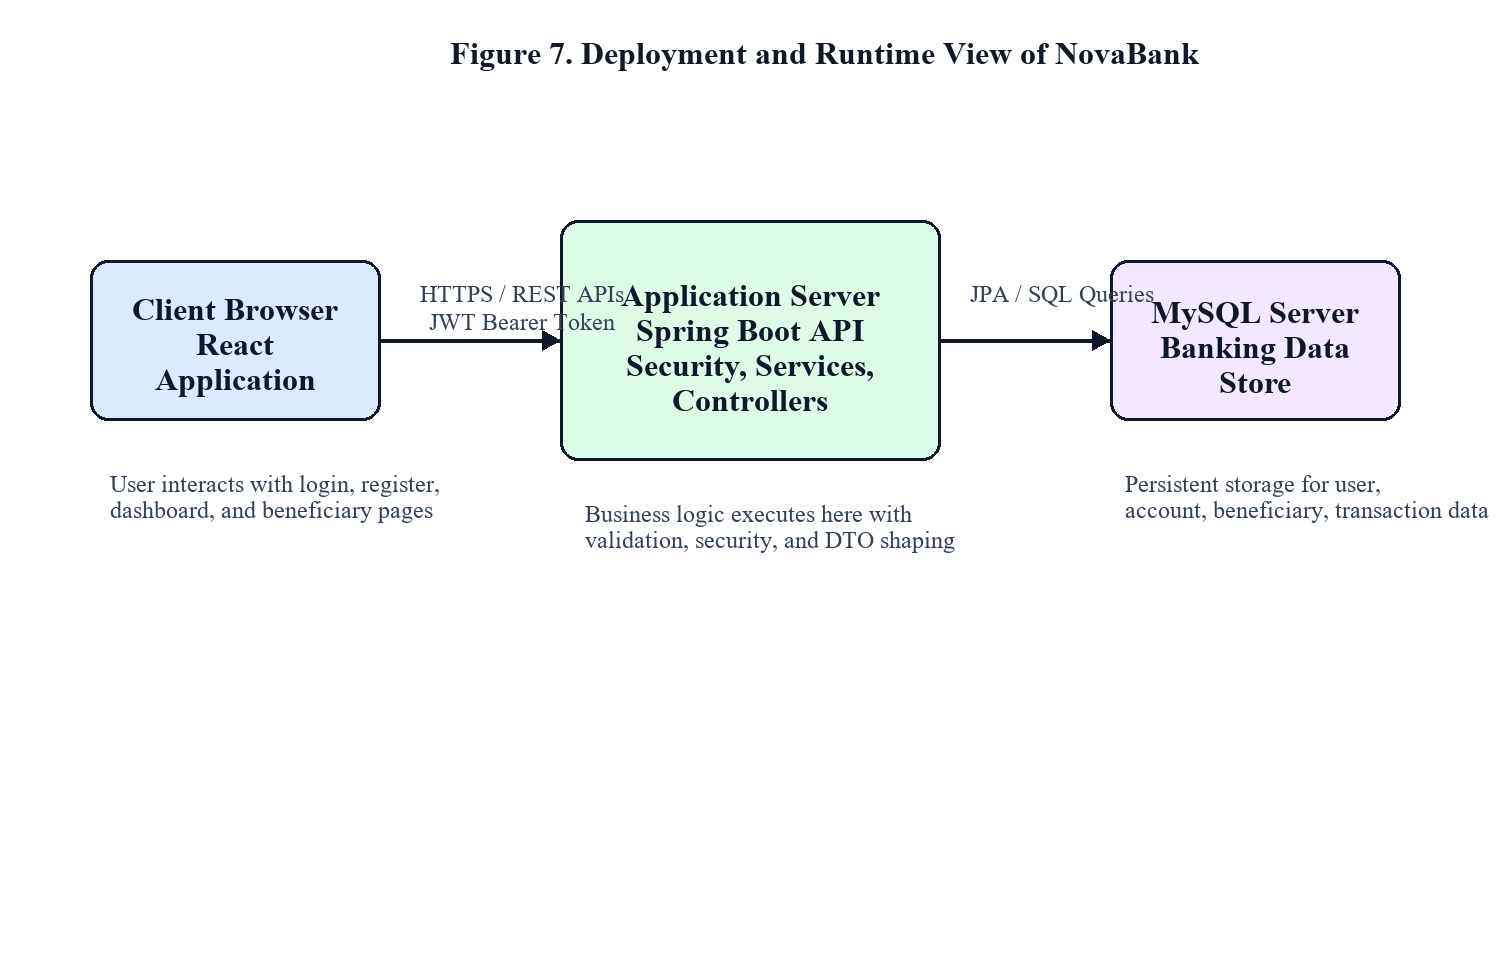 Figure 7. Deployment and Runtime View of NovaBank
Client Browser
React
Application
HTTPS / REST APIs
JWT Bearer Token
Application Server
Spring Boot API
Security, Services,
Controllers
JPA / SQL Queries
MySQL Server
Banking Data
Store
User interacts with login, register,
dashboard, and beneficiary pages
Business logic executes here with
validation, security, and DTO shaping
Persistent storage for user,
account, beneficiary, transaction data